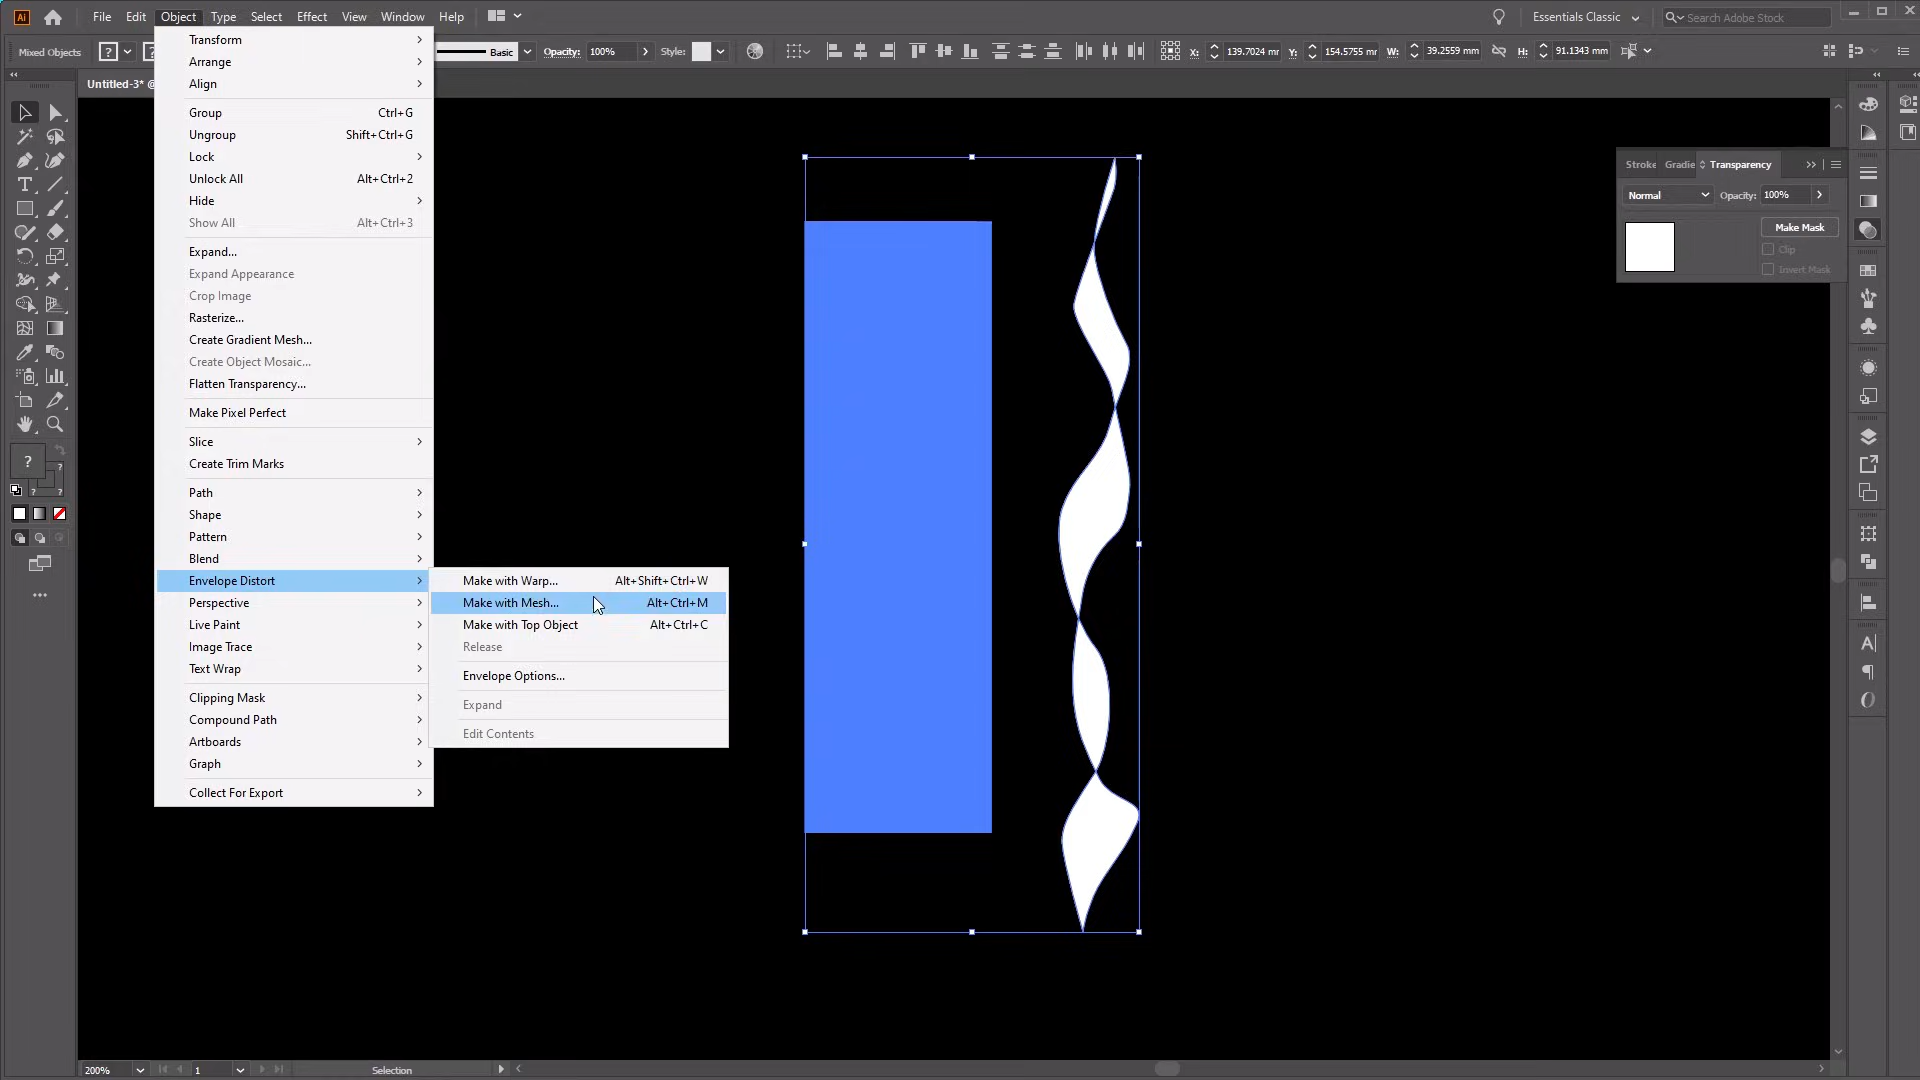 Ai File Edit Object Type Select Effect View Window Help Essentials Classic Search Adobe Stock
Mixed Objects ? ? Basic Opacity: 100% Style: X: 139.7024 mr Y: 154.5755 mr W: 39.2559 mm H: 91.1343 mm
Untitled-3* @
Transform
Arrange
Align
Group Ctrl+G
Ungroup Shift+Ctrl+G
Lock
Unlock All Alt+Ctrl+2
Hide
Show All Alt+Ctrl+3
Expand...
Expand Appearance
Crop Image
Rasterize...
Create Gradient Mesh...
Create Object Mosaic...
Flatten Transparency...
Make Pixel Perfect
Slice
Create Trim Marks
Path
Shape
Pattern
Blend
Envelope Distort
Perspective
Live Paint
Image Trace
Text Wrap
Clipping Mask
Compound Path
Artboards
Graph
Collect For Export
Make with Warp... Alt+Shift+Ctrl+W
Make with Mesh... Alt+Ctrl+M
Make with Top Object Alt+Ctrl+C
Release
Envelope Options...
Expand
Edit Contents
Stroke Gradie Transparency
Normal Opacity: 100%
Make Mask
Clip
Invert Mask
?
?
? ?
200% 1 Selection